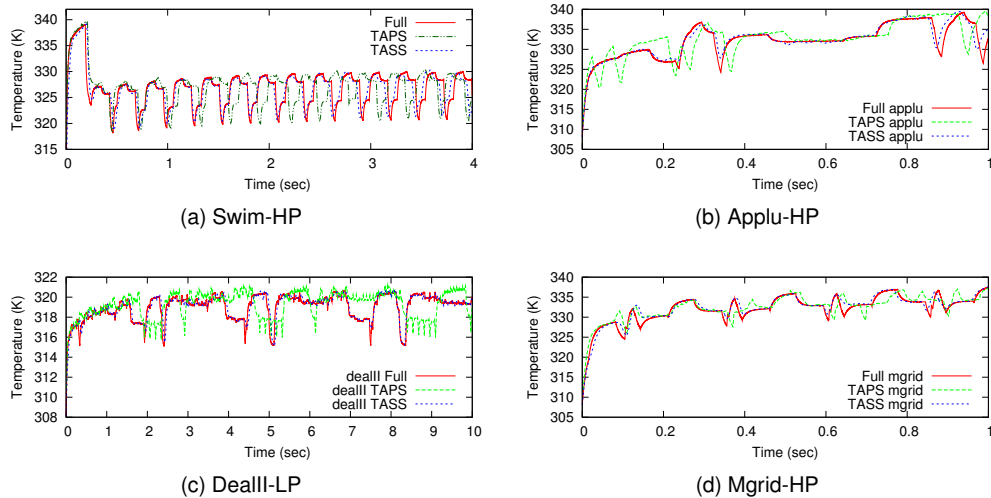 340
335
330
325
320
315
Temperature (K)
0 1 2 3 4
Time (sec)
Full
TAPS
TASS
(a) Swim-HP
340
335
330
325
320
315
310
305
Temperature (K)
0 0.2 0.4 0.6 0.8 1
Time (sec)
Full applu
TAPS applu
TASS applu
(b) Applu-HP
322
320
318
316
314
312
310
308
Temperature (K)
0 1 2 3 4 5 6 7 8 9 10
Time (sec)
dealII Full
dealII TAPS
dealII TASS
(c) DealII-LP
340
335
330
325
320
315
310
305
Temperature (K)
0 0.2 0.4 0.6 0.8 1
Time (sec)
Full mgrid
TAPS mgrid
TASS mgrid
(d) Mgrid-HP